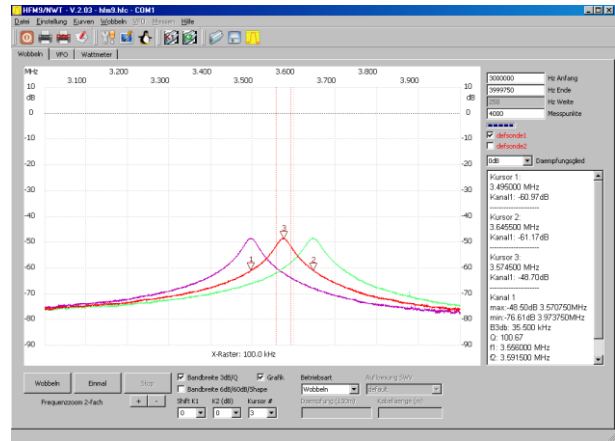 HFM9/NWT - V.2.03 - hfm9.hfc - COM1
Datei Einstellung Kurven Wobbeln VFO Messen Hilfe
Wobbeln VFO Wattmeter
MHz 3.100 3.200 3.300 3.400 3.500 3.600 3.700 3.800 3.900
10 10
dB dB
0 0
-10 -10
-20 -20
-30 -30
-40 -40
-50 -50
-60 -60
-70 -70
-80 -80
-90 -90
1 3 2
X-Raster: 100.0 kHz
3000000 Hz Anfang
3999750 Hz Ende
250 Hz Weite
4000 Messpunkte
defsonde1
defsonde2
0dB Daempfungsglied
Kursor 1:
3.495000 MHz
Kanal1: -60.97dB
--------------------
Kursor 2:
3.645500 MHz
Kanal1: -61.17dB
--------------------
Kursor 3:
3.574500 MHz
Kanal1: -48.70dB
--------------------
Kanal 1
max:-48.50dB 3.570750MHz
min:-76.61dB 3.973750MHz
B3db: 35.500 kHz
Q: 100.67
f1: 3.556000 MHz
f2: 3.591500 MHz
Wobbeln Einmal Stop
Frequenzzoom 2-fach + -
Bandbreite 3dB/Q Grafik
Bandbreite 6dB/60dB/Shape
Shift K1 K2 (dB) Kursor #
0 0 3
Betriebsart Aufloesung SWV
Wobbeln default
Daempfung (100m) Kabellaenge (m)